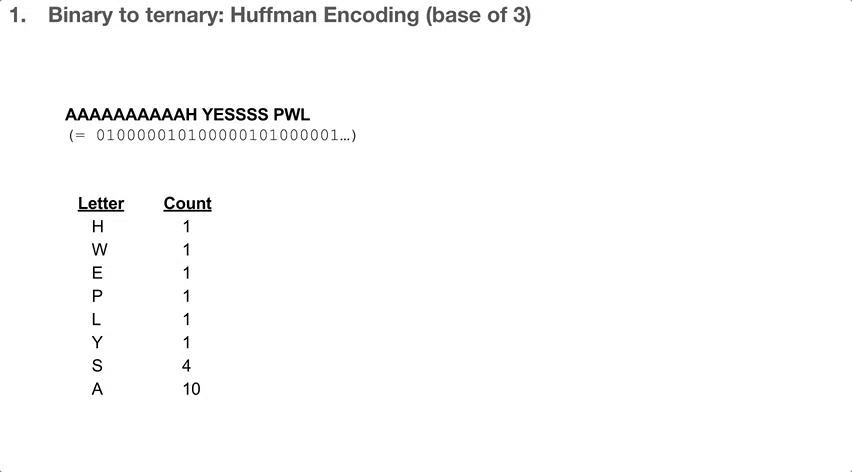 1. Binary to ternary: Huffman Encoding (base of 3)
AAAAAAAAAAH YESSSS PWL
(= 010000010100000101000001…)
Letter Count
H 1
W 1
E 1
P 1
L 1
Y 1
S 4
A 10